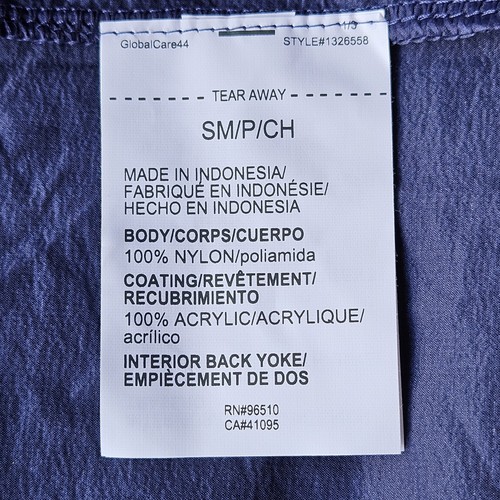 1/3
GlobalCare44 STYLE#1326558
TEAR AWAY
SM/P/CH
MADE IN INDONESIA/
FABRIQUÉ EN INDONÉSIE/
HECHO EN INDONESIA
BODY/CORPS/CUERPO
100% NYLON/poliamida
COATING/REVÊTEMENT/
RECUBRIMIENTO
100% ACRYLIC/ACRYLIQUE/
acrílico
INTERIOR BACK YOKE/
EMPIÈCEMENT DE DOS
RN#96510
CA#41095